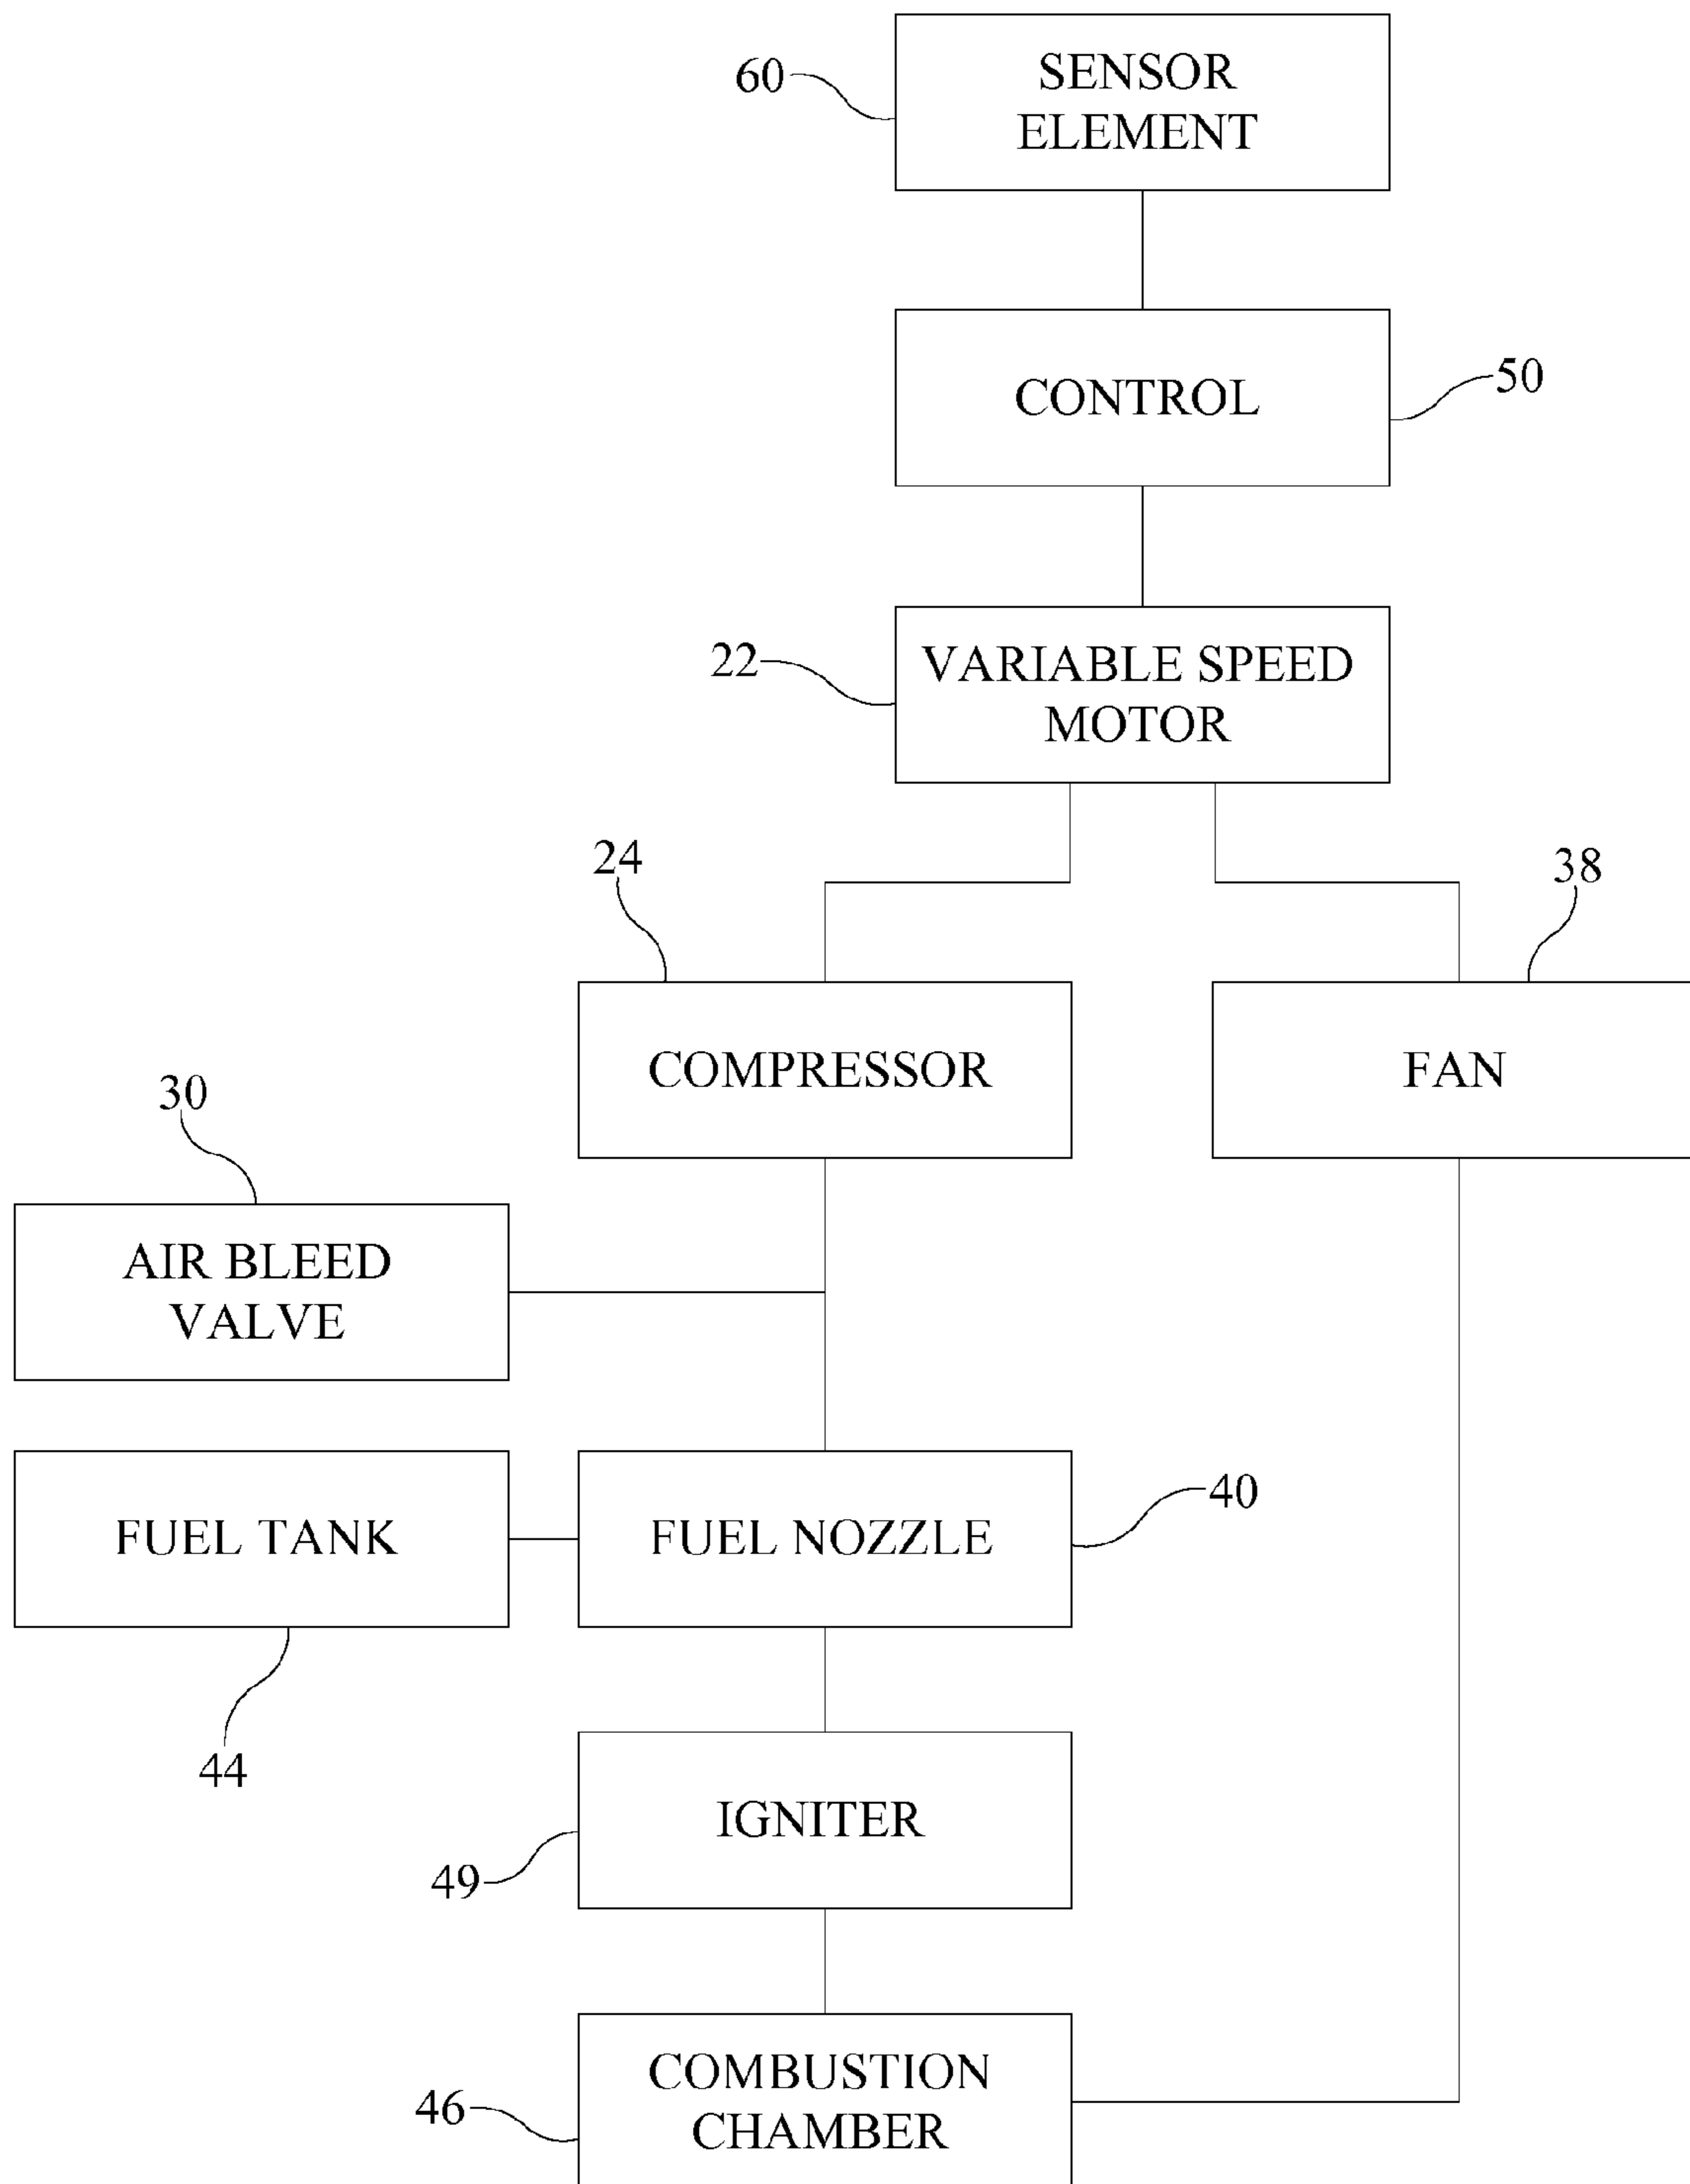 60
SENSOR
ELEMENT
CONTROL
50
22
VARIABLE SPEED
MOTOR
24
38
COMPRESSOR
FAN
30
AIR BLEED
VALVE
FUEL TANK
FUEL NOZZLE
40
44
IGNITER
49
COMBUSTION
CHAMBER
46